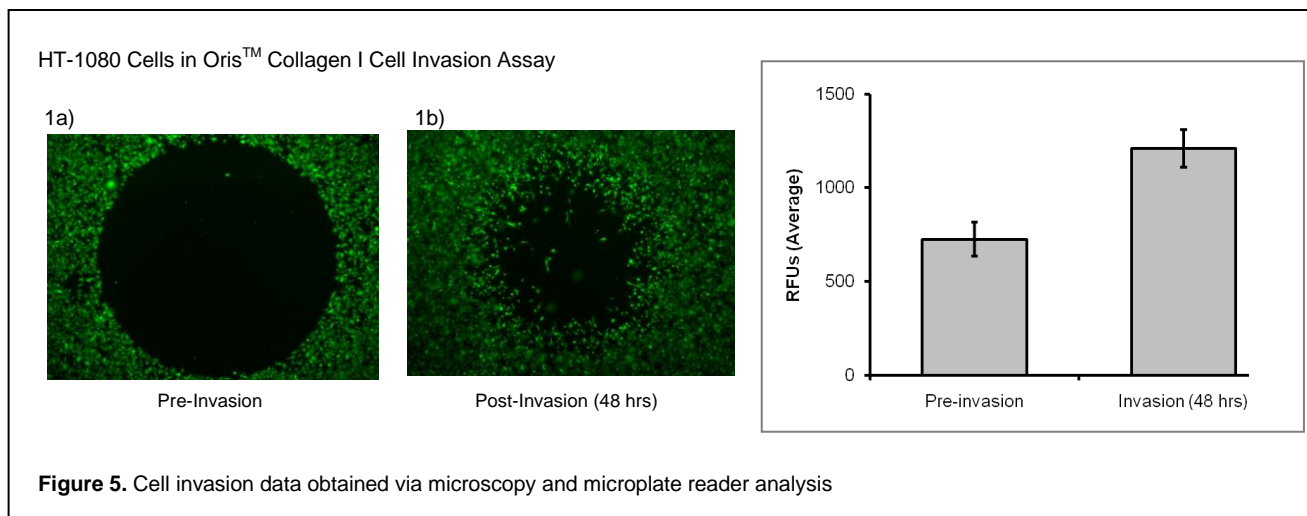 HT-1080 Cells in Oris™ Collagen I Cell Invasion Assay
1a)
1b)
Pre-Invasion
Post-Invasion (48 hrs)
RFUs (Average)
1500
1000
500
0
Pre-invasion
Invasion (48 hrs)
Figure 5. Cell invasion data obtained via microscopy and microplate reader analysis